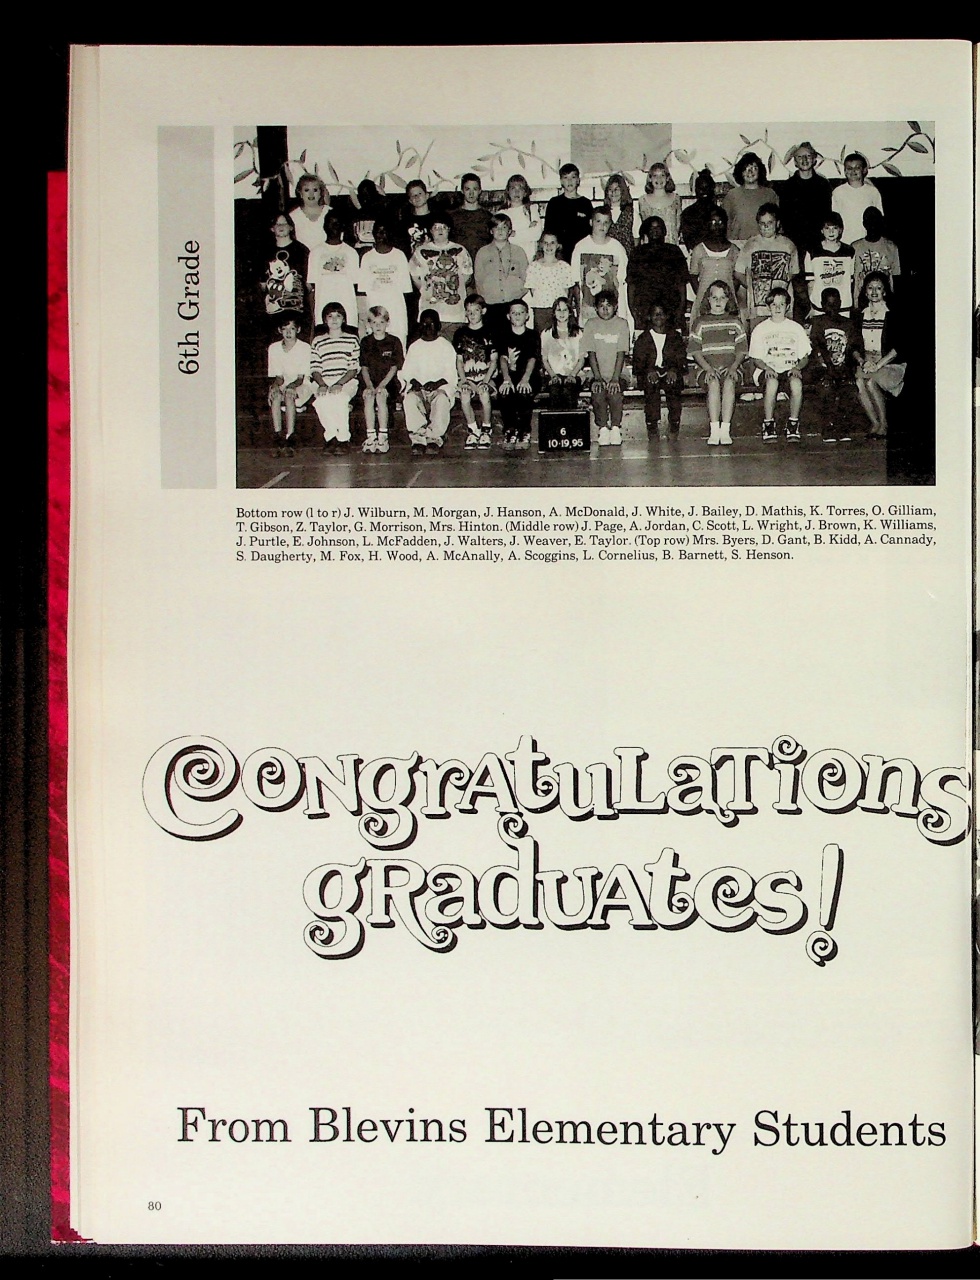 6th Grade
6
10-19,95
Bottom row (l to r) J. Wilburn, M. Morgan, J. Hanson, A. McDonald, J. White, J. Bailey, D. Mathis, K. Torres, O. Gilliam,
T. Gibson, Z. Taylor, G. Morrison, Mrs. Hinton. (Middle row) J. Page, A. Jordan, C. Scott, L. Wright, J. Brown, K. Williams,
J. Purtle, E. Johnson, L. McFadden, J. Walters, J. Weaver, E. Taylor. (Top row) Mrs. Byers, D. Gant, B. Kidd, A. Cannady,
S. Daugherty, M. Fox, H. Wood, A. McAnally, A. Scoggins, L. Cornelius, B. Barnett, S. Henson.
CongrAtuLaTions
gRadUAtes!
From Blevins Elementary Students
80